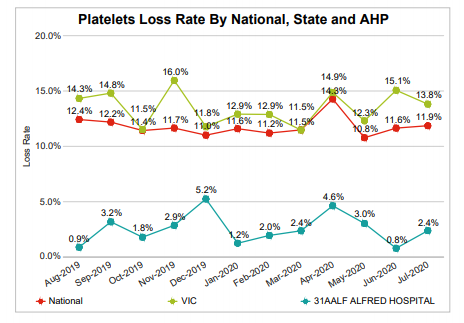 Platelets Loss Rate By National, State and AHP
20.0%
15.0%
10.0%
5.0%
0.0%
Loss Rate
14.3% 14.8% 11.5% 16.0% 11.8% 12.9% 12.9% 11.5% 14.9% 12.3% 15.1% 13.8%
12.4% 12.2% 11.4% 11.7% 11.0% 11.6% 11.2% 11.5% 14.3% 10.8% 11.6% 11.9%
0.9% 3.2% 1.8% 2.9% 5.2% 1.2% 2.0% 2.4% 4.6% 3.0% 0.8% 2.4%
Aug-2019 Sep-2019 Oct-2019 Nov-2019 Dec-2019 Jan-2020 Feb-2020 Mar-2020 Apr-2020 May-2020 Jun-2020 Jul-2020
National VIC 31AALF ALFRED HOSPITAL